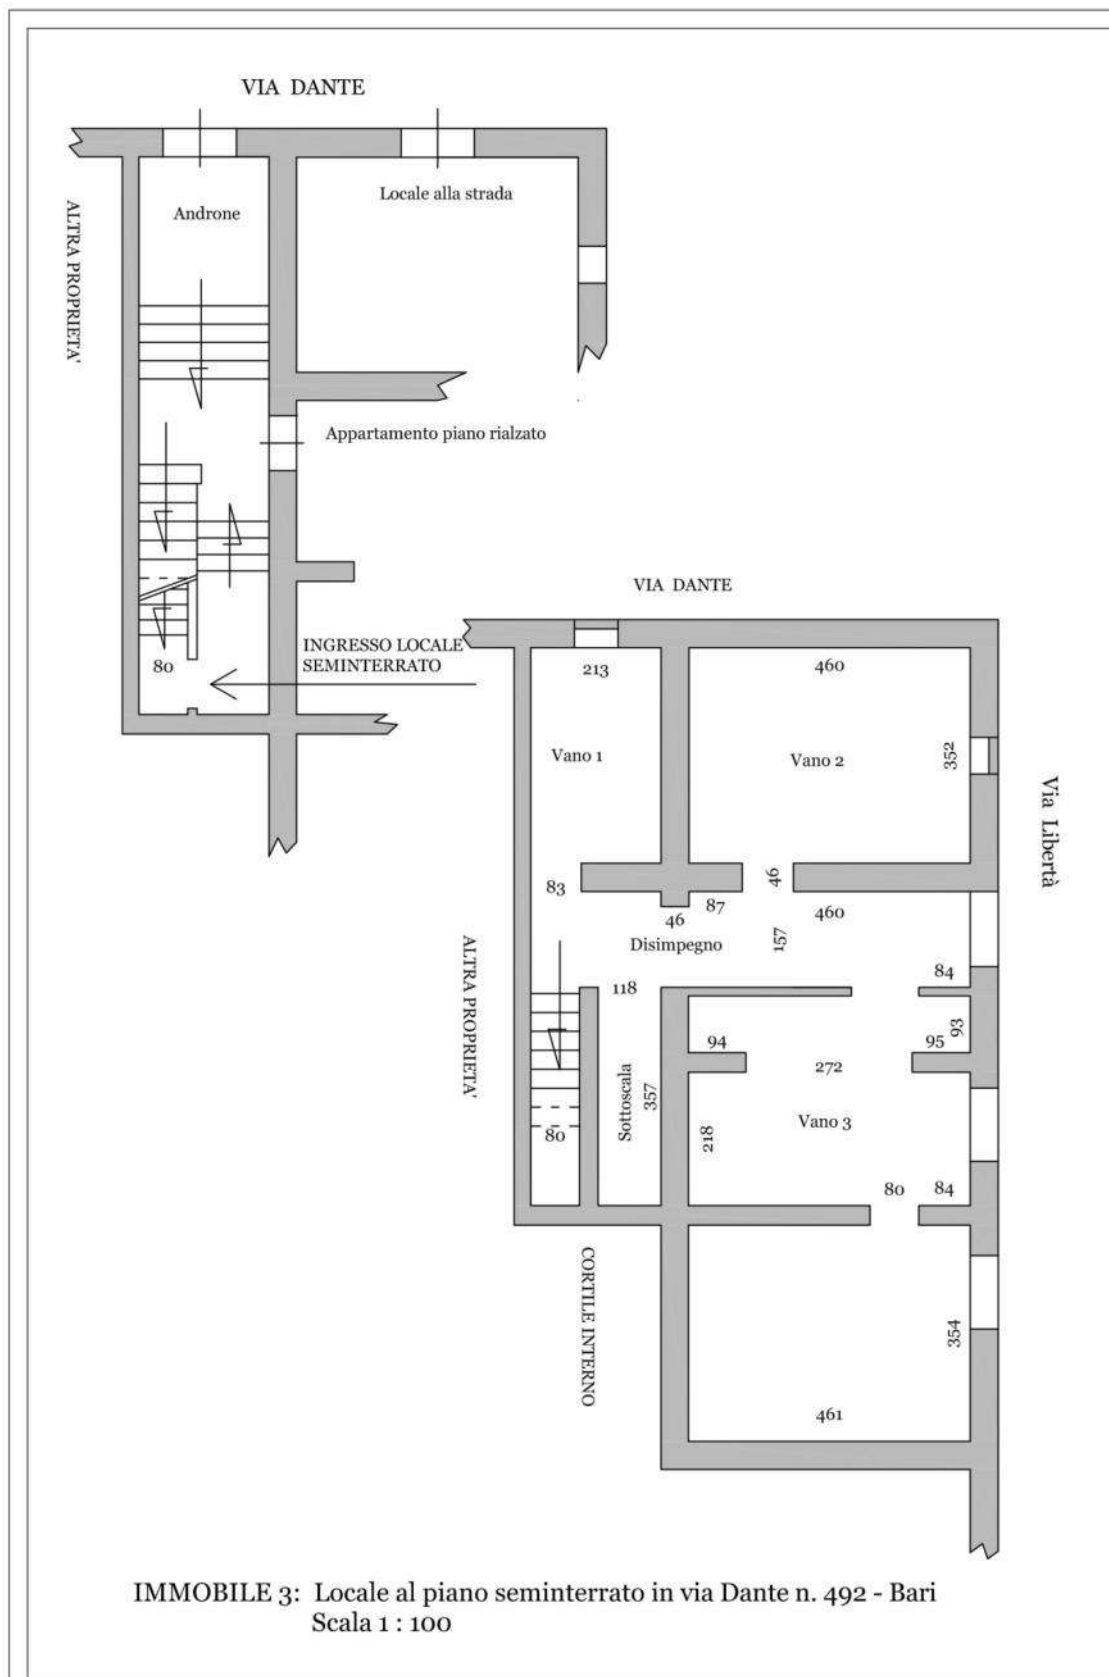 VIA DANTE
Locale alla strada
Androne
ALTRA PROPRIETA'
Appartamento piano rialzato
INGRESSO LOCALE
SEMINTERRATO
80
VIA DANTE
213
460
Vano 1
Vano 2
352
Via Libertà
83
46
87
46
460
Disimpegno
157
ALTRA PROPRIETA'
118
84
93
94
95
272
Sottoscala
357
218
Vano 3
80
80
84
CORTILE INTERNO
354
461
IMMOBILE 3: Locale al piano seminterrato in via Dante n. 492 - Bari
Scala 1 : 100